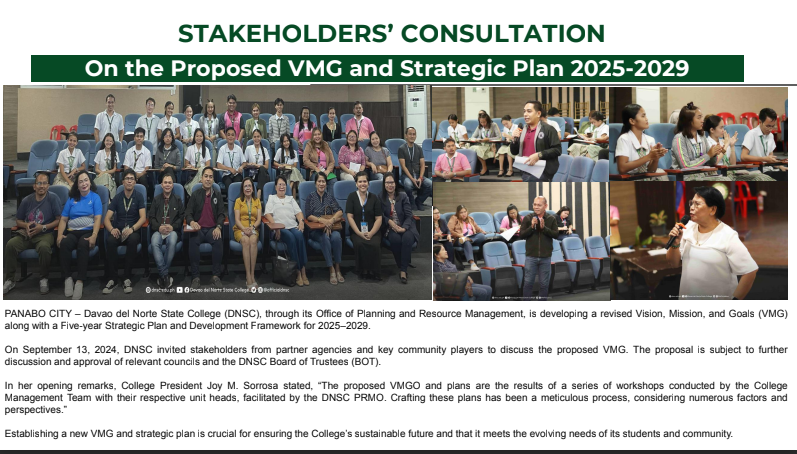 STAKEHOLDERS’ CONSULTATION
On the Proposed VMG and Strategic Plan 2025-2029
dnsc.edu.ph Davao del Norte State College @officialdnsc
PANABO CITY – Davao del Norte State College (DNSC), through its Office of Planning and Resource Management, is developing a revised Vision, Mission, and Goals (VMG)
along with a Five-year Strategic Plan and Development Framework for 2025–2029.
On September 13, 2024, DNSC invited stakeholders from partner agencies and key community players to discuss the proposed VMG. The proposal is subject to further
discussion and approval of relevant councils and the DNSC Board of Trustees (BOT).
In her opening remarks, College President Joy M. Sorrosa stated, “The proposed VMGO and plans are the results of a series of workshops conducted by the College
Management Team with their respective unit heads, facilitated by the DNSC PRMO. Crafting these plans has been a meticulous process, considering numerous factors and
perspectives.”
Establishing a new VMG and strategic plan is crucial for ensuring the College’s sustainable future and that it meets the evolving needs of its students and community.